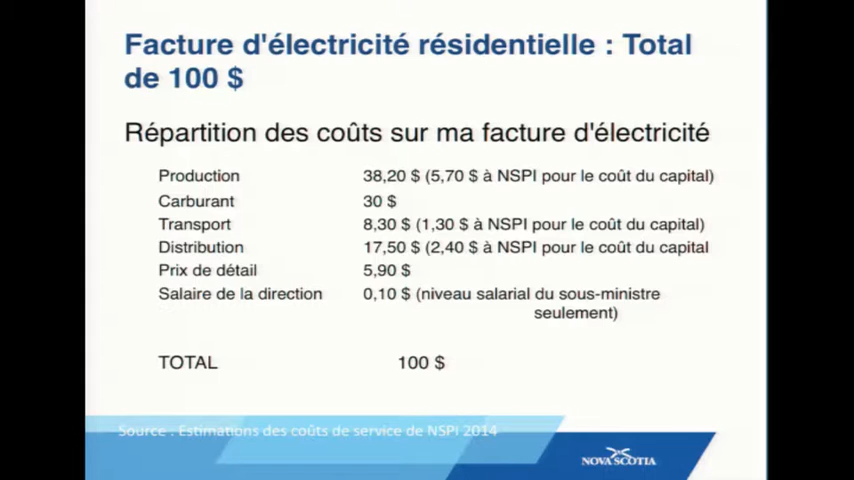 Facture d'électricité résidentielle : Total
de 100 $
Répartition des coûts sur ma facture d'électricité
Production 38,20 $ (5,70 $ à NSPI pour le coût du capital)
Carburant 30 $
Transport 8,30 $ (1,30 $ à NSPI pour le coût du capital)
Distribution 17,50 $ (2,40 $ à NSPI pour le coût du capital
Prix de détail 5,90 $
Salaire de la direction 0,10 $ (niveau salarial du sous-ministre
seulement)
TOTAL 100 $
Source : Estimations des coûts de service de NSPI 2014
NOVA SCOTIA